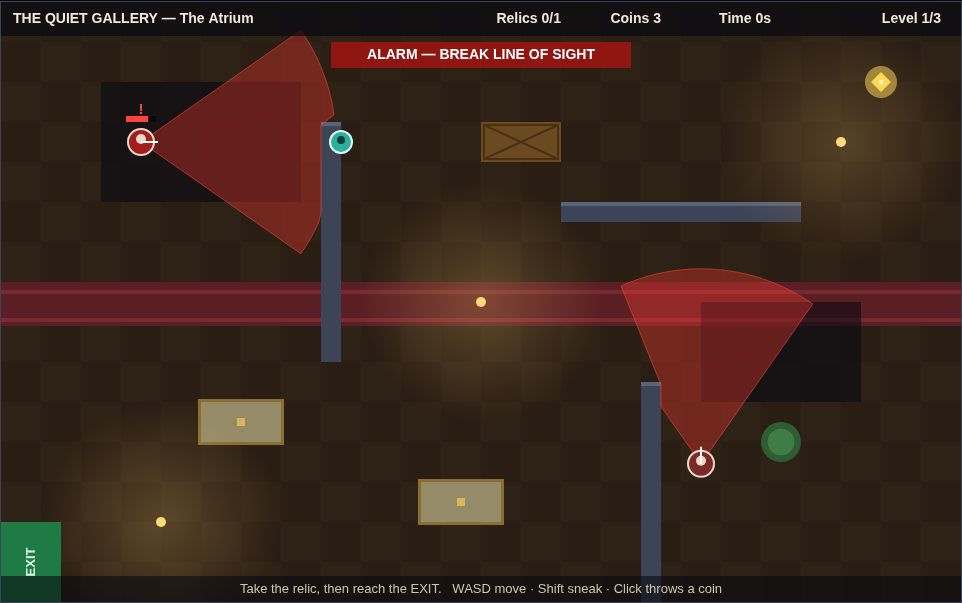 THE QUIET GALLERY — The Atrium Relics 0/1 Coins 3 Time 0s Level 1/3
ALARM — BREAK LINE OF SIGHT
!
EXIT
Take the relic, then reach the EXIT. WASD move · Shift sneak · Click throws a coin